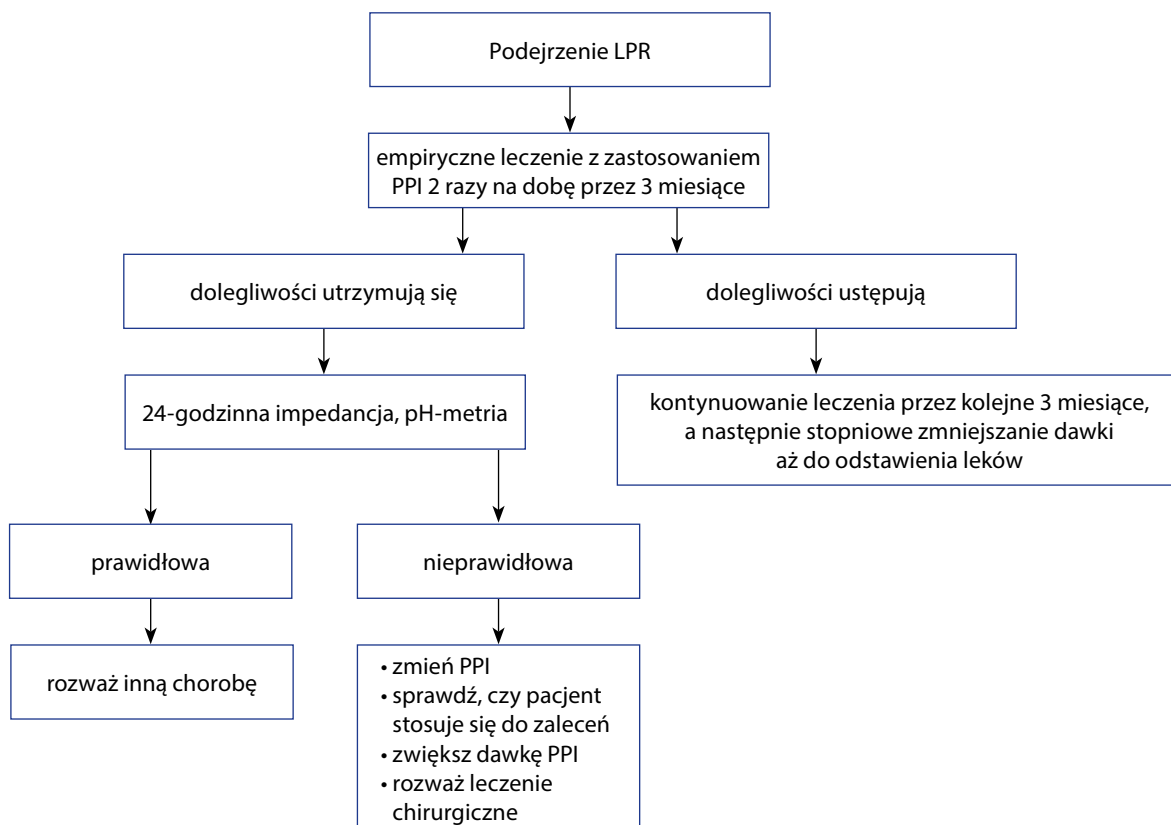 Podejrzenie LPR
empiryczne leczenie z zastosowaniem
PPI 2 razy na dobę przez 3 miesiące
dolegliwości utrzymują się
dolegliwości ustępują
24-godzinna impedancja, pH-metria
kontynuowanie leczenia przez kolejne 3 miesiące,
a następnie stopniowe zmniejszanie dawki
aż do odstawienia leków
prawidłowa
nieprawidłowa
rozważ inną chorobę
• zmień PPI
• sprawdź, czy pacjent
stosuje się do zaleceń
• zwiększ dawkę PPI
• rozważ leczenie
chirurgiczne